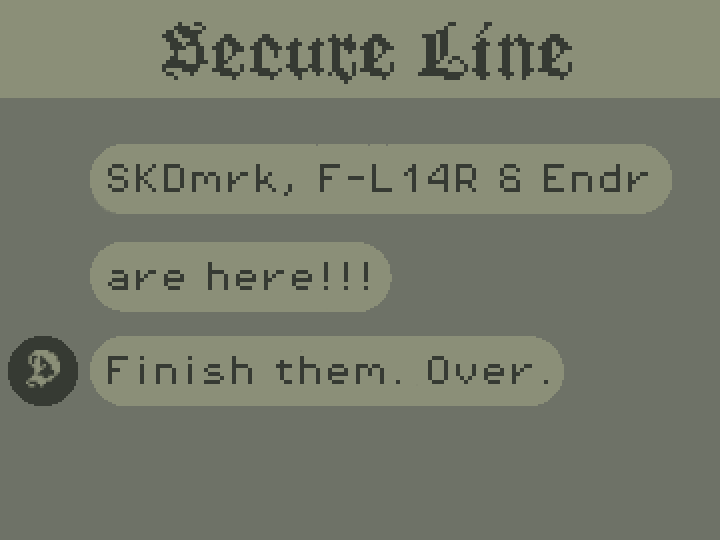 Secure Line
SKDmrk, F-L14R & Endr
are here!!!
D
Finish them. Over.